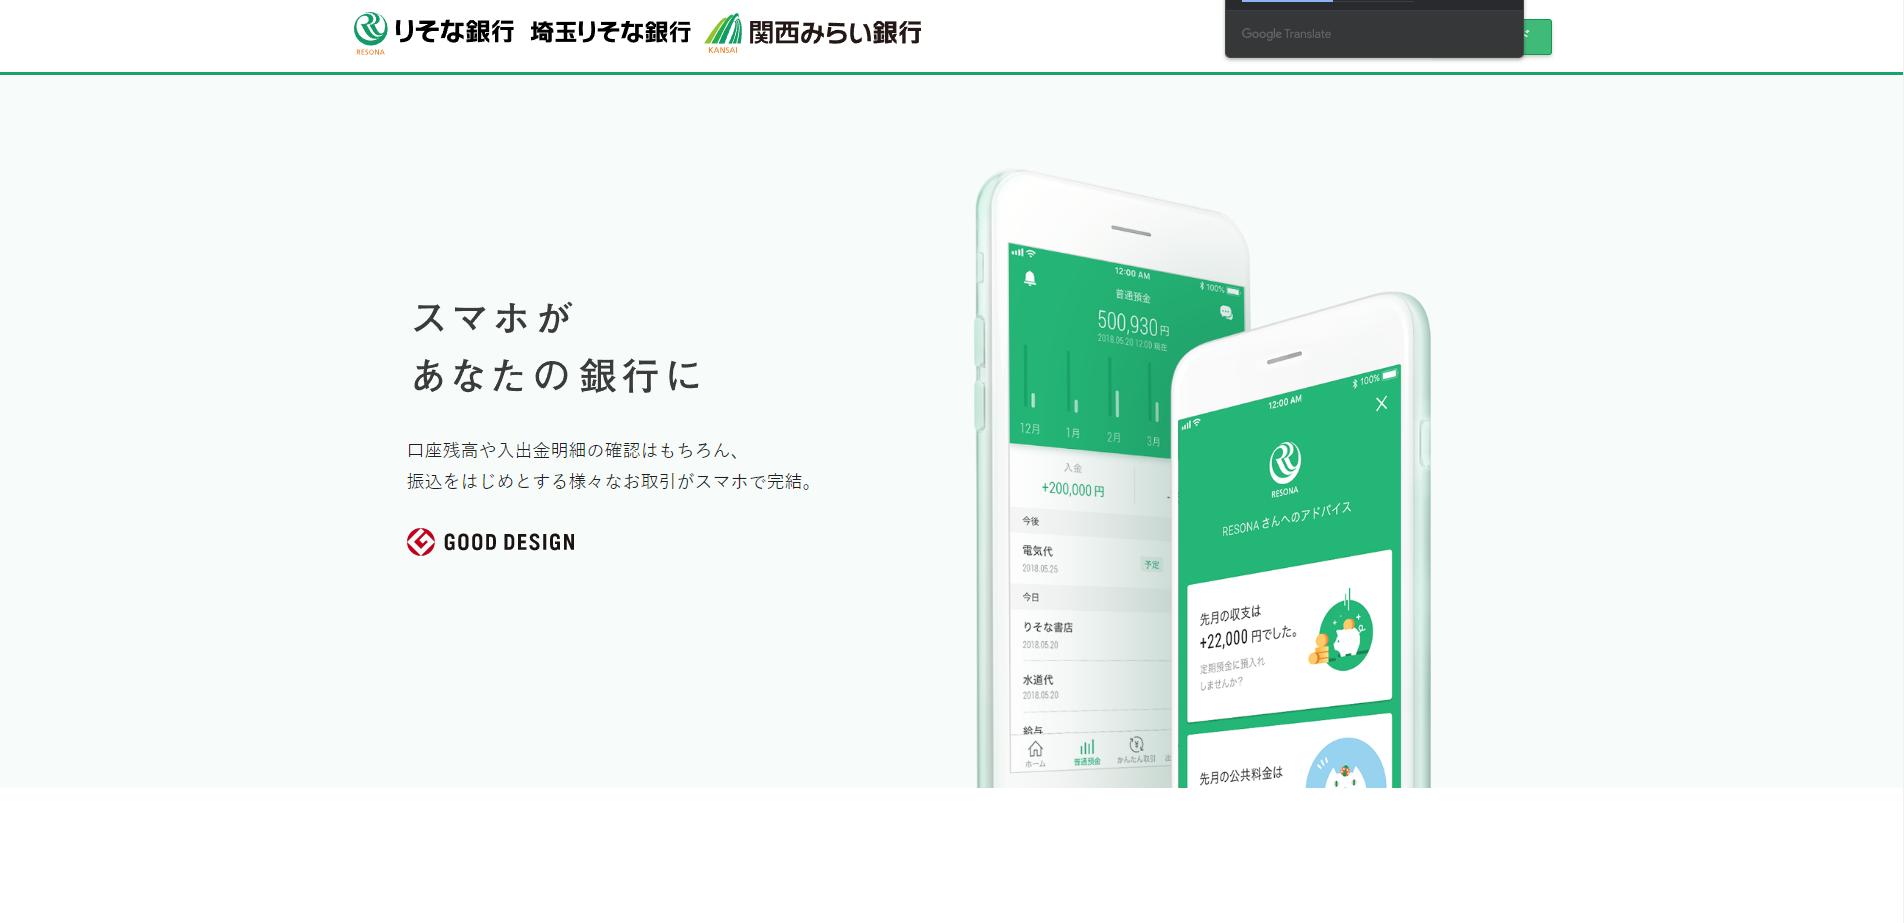 RESONA
りそな銀行
埼玉りそな銀行
KANSAI
関西みらい銀行
Google Translate
ド
スマホが
あなたの銀行に
口座残高や入出金明細の確認はもちろん、
振込をはじめとする様々なお取引がスマホで完結。
GOOD DESIGN
12:00 AM
100%
普通預金
500,930円
2018.05.20 12:00 現在
12月
1月
2月
3月
入金
+200,000円
今後
電気代
2018.05.25
予定
今日
りそな書店
2018.05.20
水道代
2018.05.20
給与
ホーム
普通預金
かんたん取引
100%
12:00 AM
RESONA
RESONA さんへのアドバイス
先月の収支は
+22,000 円でした。
定期預金に預入れ
しませんか？
先月の公共料金は